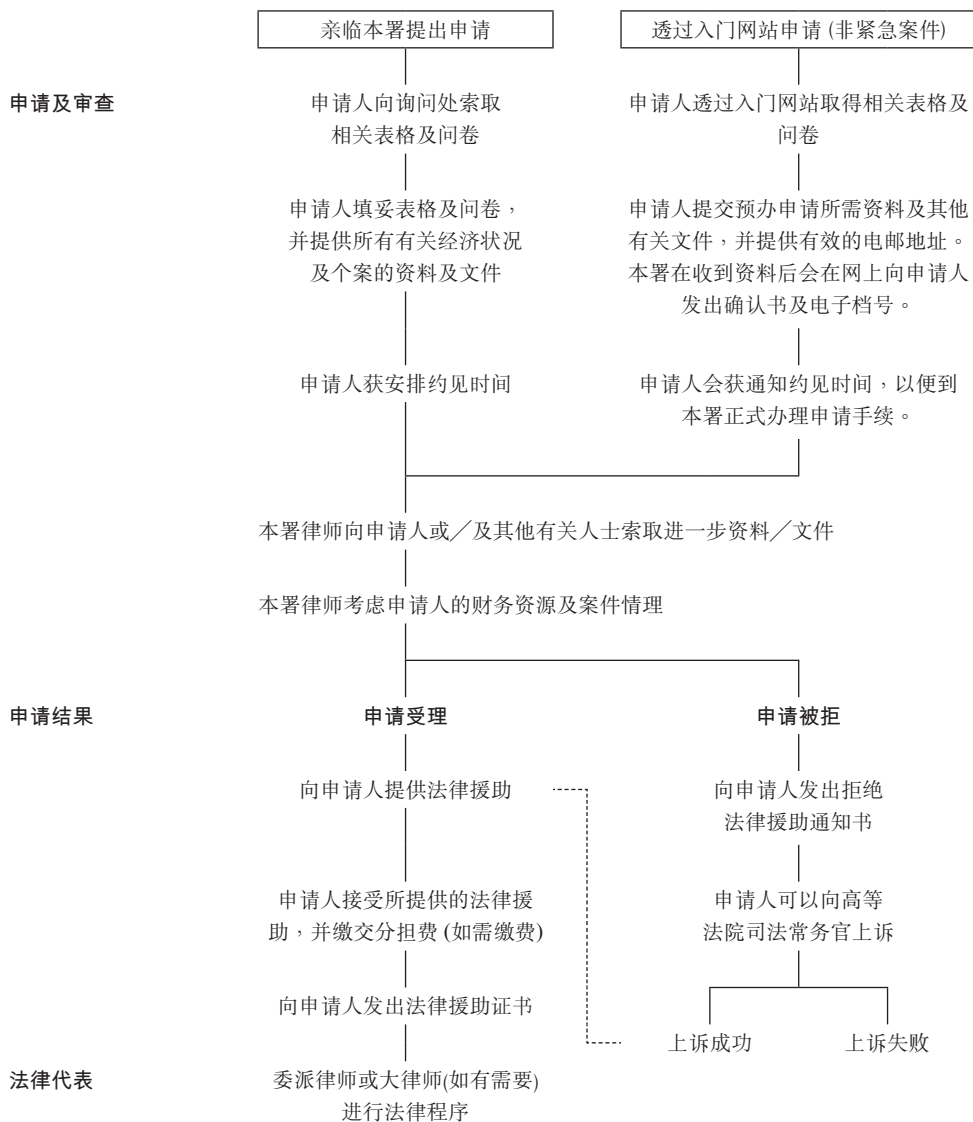 亲临本署提出申请
透过入门网站申请 (非紧急案件)
申请及审查
申请人向询问处索取
相关表格及问卷
申请人透过入门网站取得相关表格及
问卷
申请人填妥表格及问卷，
并提供所有有关经济状况
及个案的资料及文件
申请人提交预办申请所需资料及其他
有关文件，并提供有效的电邮地址。
本署在收到资料后会在网上向申请人
发出确认书及电子档号。
申请人获安排约见时间
申请人会获通知约见时间，以便到
本署正式办理申请手续。
本署律师向申请人或／及其他有关人士索取进一步资料／文件
本署律师考虑申请人的财务资源及案件情理
申请结果
申请受理
申请被拒
向申请人提供法律援助
向申请人发出拒绝
法律援助通知书
申请人接受所提供的法律援
助，并缴交分担费 (如需缴费)
申请人可以向高等
法院司法常务官上诉
向申请人发出法律援助证书
上诉成功
上诉失败
法律代表
委派律师或大律师(如有需要)
进行法律程序